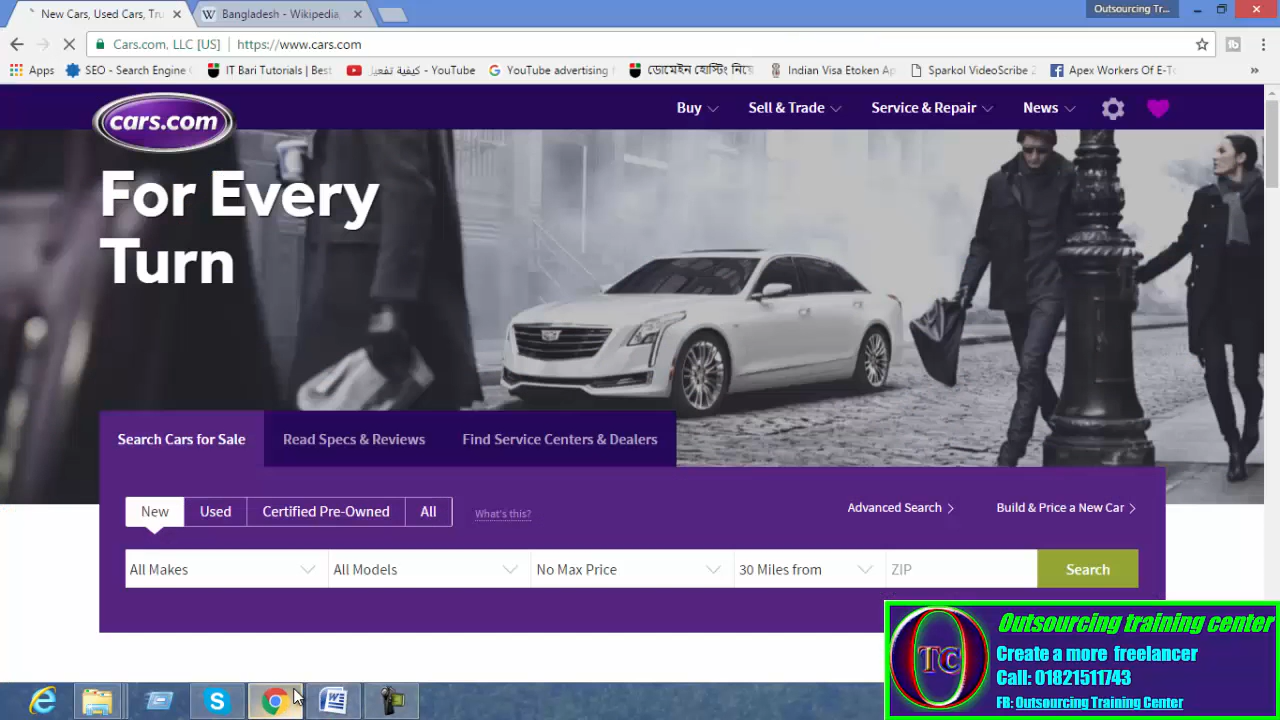 New Cars, Used Cars, Tru
Bangladesh - Wikipedia,
Outsourcing Tr...
Cars.com, LLC [US]
https://www.cars.com
Apps
SEO - Search Engine
IT Bari Tutorials | Best
كيفية تفعيل - YouTube
YouTube advertising
ডোমেইন হোস্টিং নিয়ে
Indian Visa Etoken Ap
Sparkol VideoScribe 2
Apex Workers Of E-To
»
cars.com
Buy
Sell & Trade
Service & Repair
News
For Every
Turn
Search Cars for Sale
Read Specs & Reviews
Find Service Centers & Dealers
New
Used
Certified Pre-Owned
All
What's this?
Advanced Search
Build & Price a New Car
All Makes
All Models
No Max Price
30 Miles from
ZIP
Search
OTC
Outsourcing training center
Create a more freelancer
Call: 01821511743
FB: Outsourcing Training Center